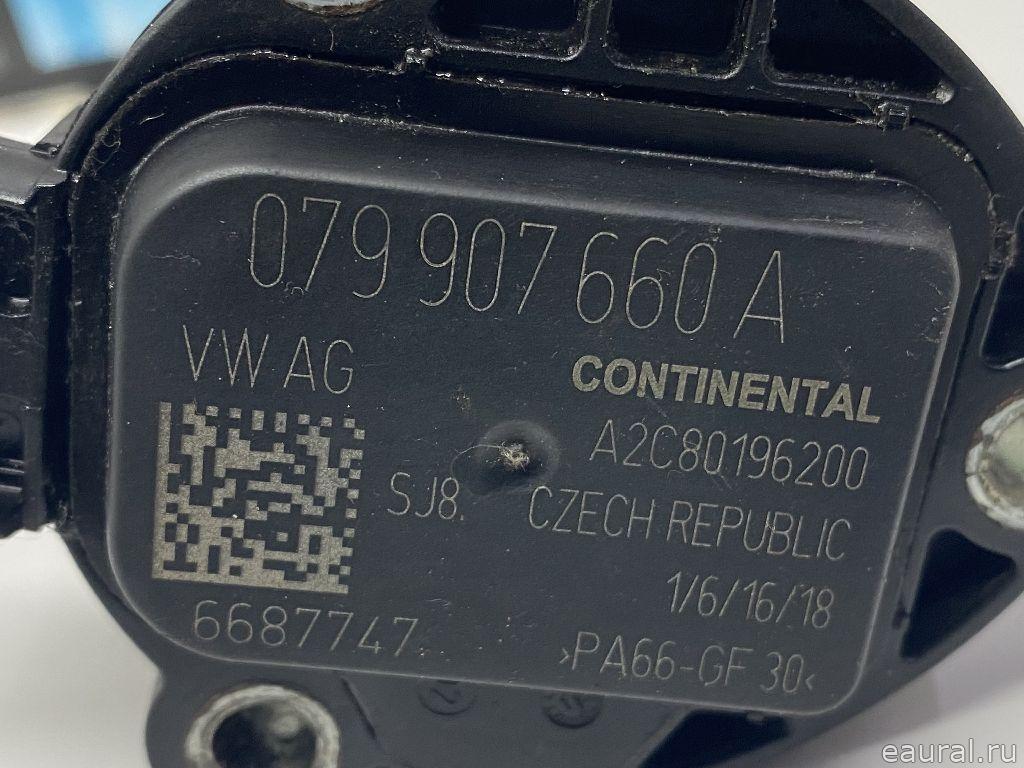 079 907 660 A
VW AG
CONTINENTAL
A2C80196200
SJ8.
CZECH REPUBLIC
1/6/16/18
6687747
>PA66-GF 30<
eaural.ru